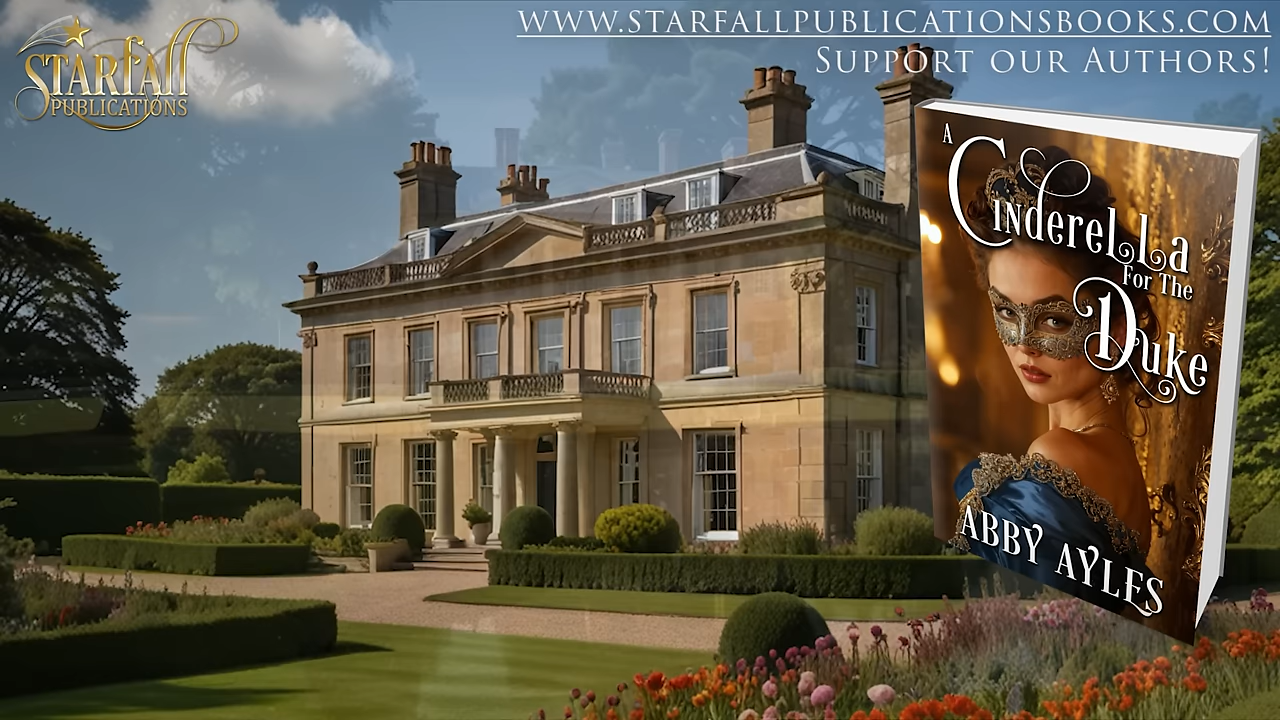 STARfall
PUBLICATIONS
WWW.STARFALLPUBLICATIONSBOOKS.COM
SUPPORT OUR AUTHORS!
A
CINdereLLa
For The
Duke
ABBY AYLES